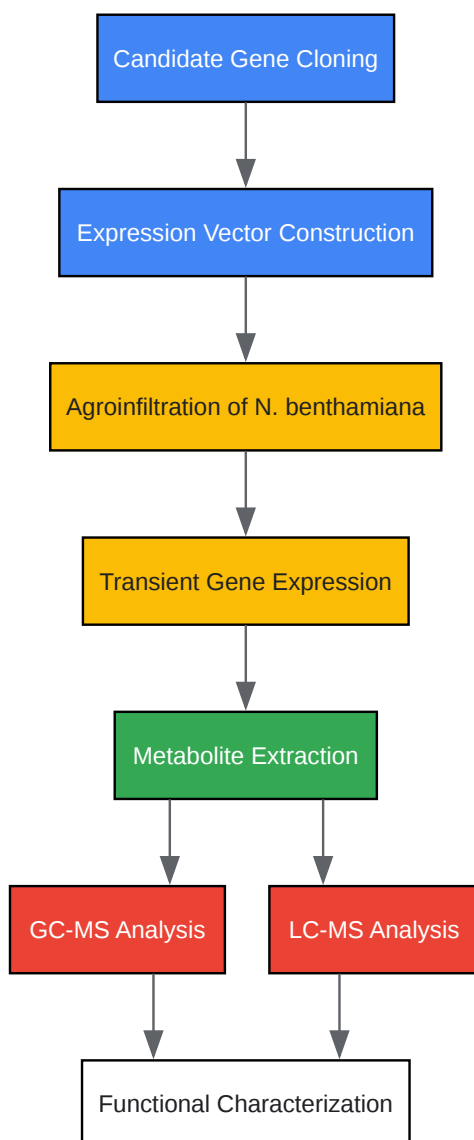 Candidate Gene Cloning
Expression Vector Construction
Agroinfiltration of N. benthamiana
Transient Gene Expression
Metabolite Extraction
GC-MS Analysis
LC-MS Analysis
Functional Characterization